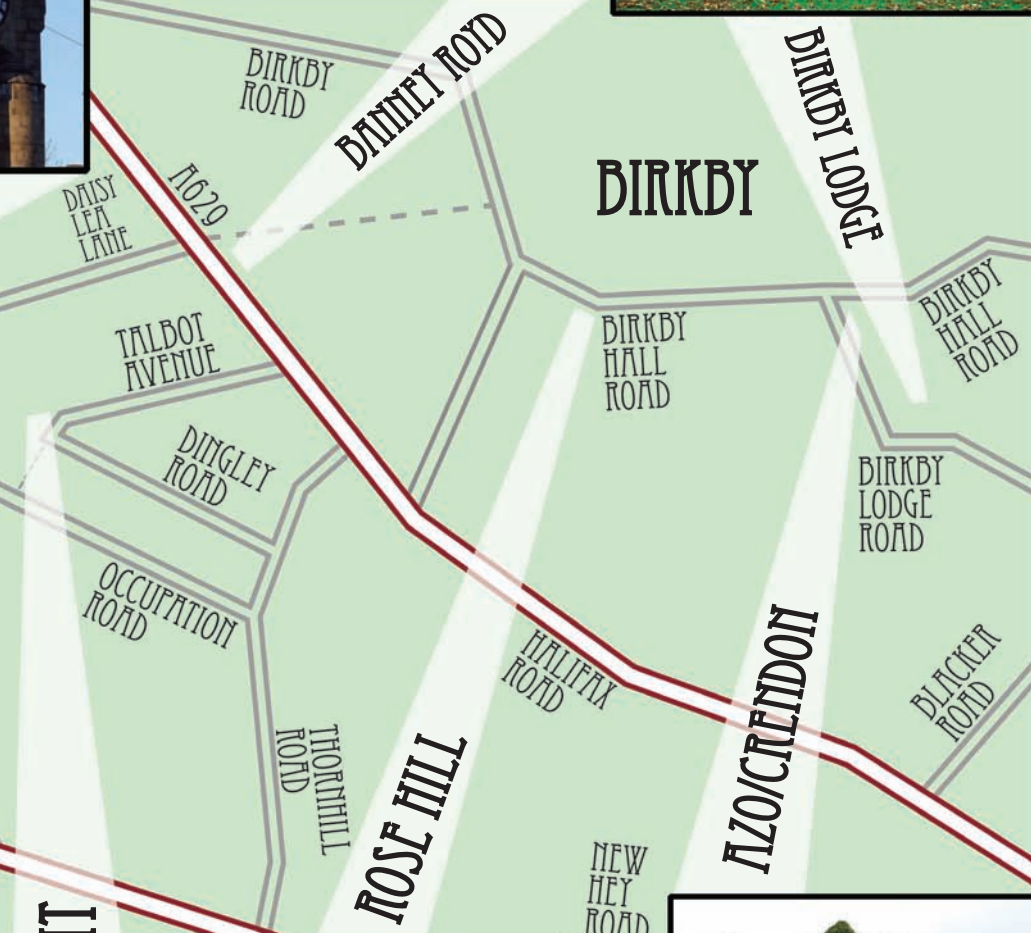 BIRKBY
ROAD
BANNEY ROYD
BIRKBY LODGE
A629
DAISY
LEA
LANE
BIRKBY
TALBOT
AVENUE
BIRKBY
HALL
ROAD
BIRKBY
HALL
ROAD
DINGLEY
ROAD
BIRKBY
LODGE
ROAD
OCCUPATION
ROAD
HALIFAX
ROAD
BLACKER
ROAD
THORNHILL
ROAD
ROSE HILL
AZO/CRENDON
NEW
HEY
ROAD